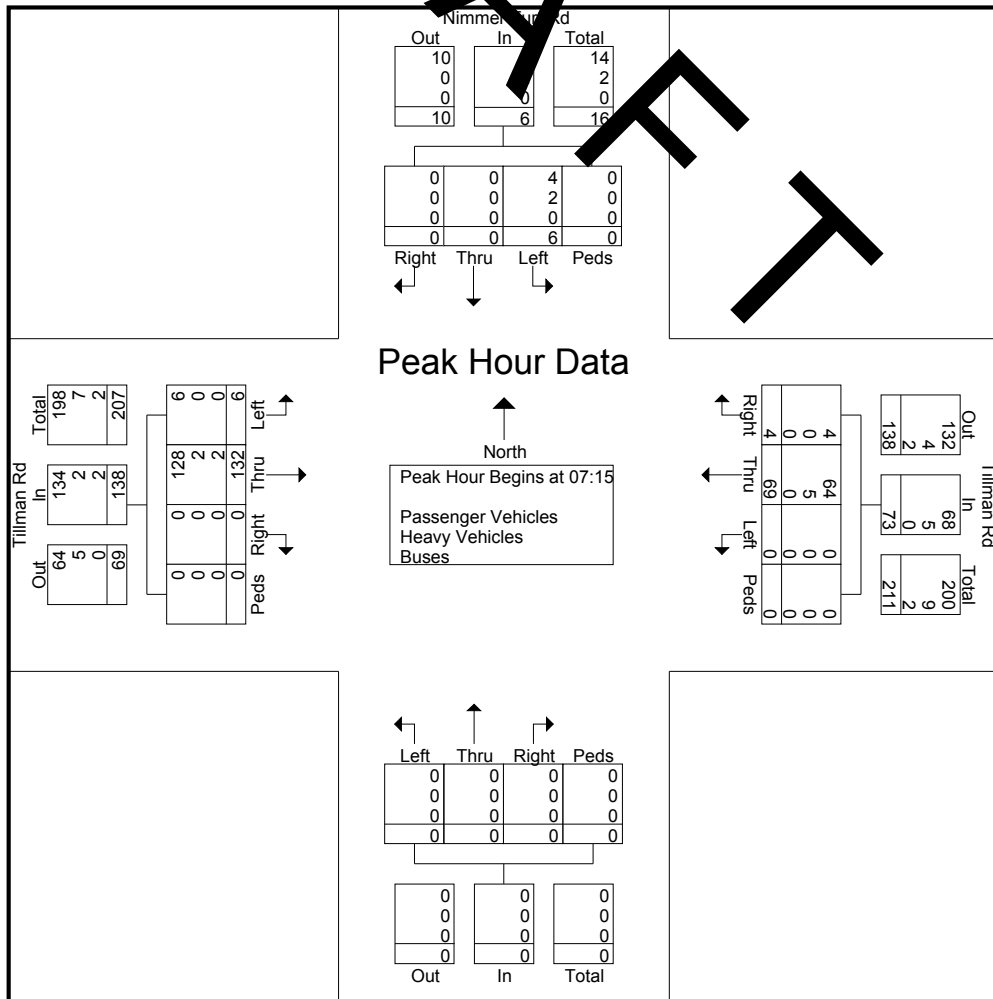 Out In Total
10 14
0 2
0 0 0
10 6 16
0 0 4 0
0 0 2 0
0 0 0 0
0 0 6 0
Right Thru Left Peds
Peak Hour Data
North
Peak Hour Begins at 07:15
Passenger Vehicles
Heavy Vehicles
Buses
Tillman Rd
Out In Total
64 134 198
5 2 7
0 2 2
69 138 207
Peds Right Thru Left
0 0 128 6
0 0 2 0
0 0 2 0
0 0 132 6
Tillman Rd
Out In Total
132 68 200
4 5 9
2 0 2
138 73 211
Right Thru Left Peds
4 64 0 0
0 5 0 0
0 0 0 0
4 69 0 0
Left Thru Right Peds
0 0 0 0
0 0 0 0
0 0 0 0
0 0 0 0
0 0 0
0 0 0
0 0 0
0 0 0
Out In Total
E
T